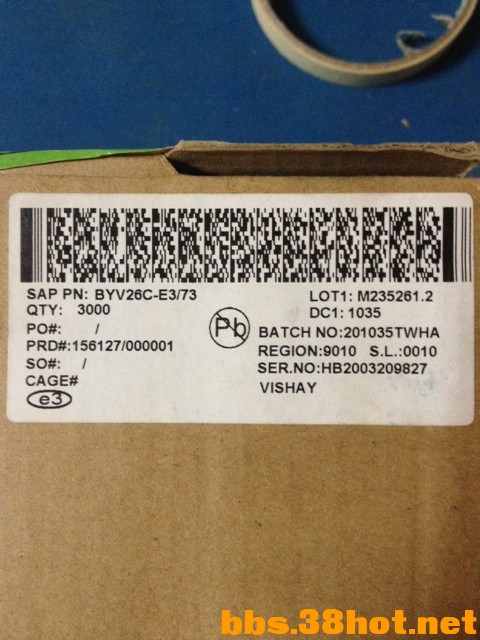 SAP PN: BYV26C-E3/73
QTY: 3000
PO#: /
PRD#:156127/000001
SO#: /
CAGE#
e3
Pb
LOT1: M235261.2
DC1: 1035
BATCH NO:201035TWHA
REGION:9010 S.L.:0010
SER.NO:HB2003209827
VISHAY
bbs.38hot.net